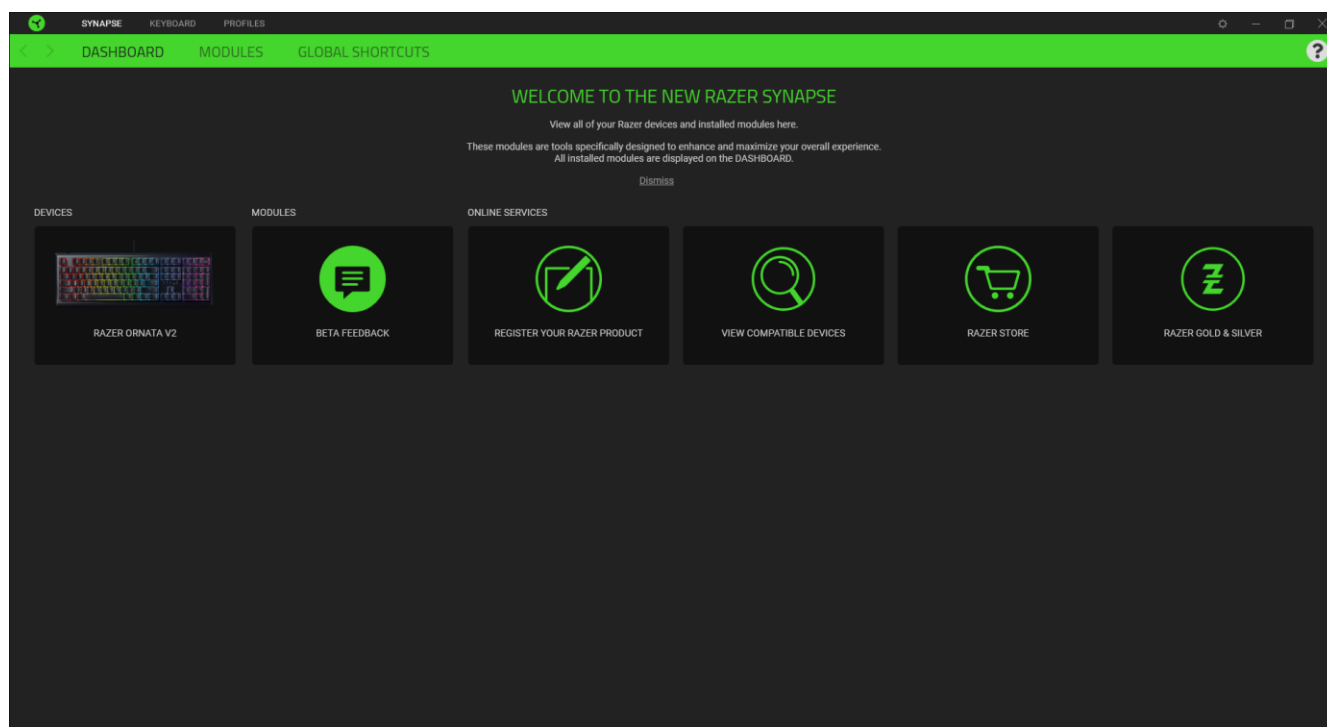 SYNAPSE KEYBOARD PROFILES
DASHBOARD MODULES GLOBAL SHORTCUTS
?
WELCOME TO THE NEW RAZER SYNAPSE
View all of your Razer devices and installed modules here.
These modules are tools specifically designed to enhance and maximize your overall experience.
All installed modules are displayed on the DASHBOARD.
Dismiss
DEVICES MODULES ONLINE SERVICES
RAZER ORNATA V2 BETA FEEDBACK REGISTER YOUR RAZER PRODUCT VIEW COMPATIBLE DEVICES RAZER STORE RAZER GOLD & SILVER